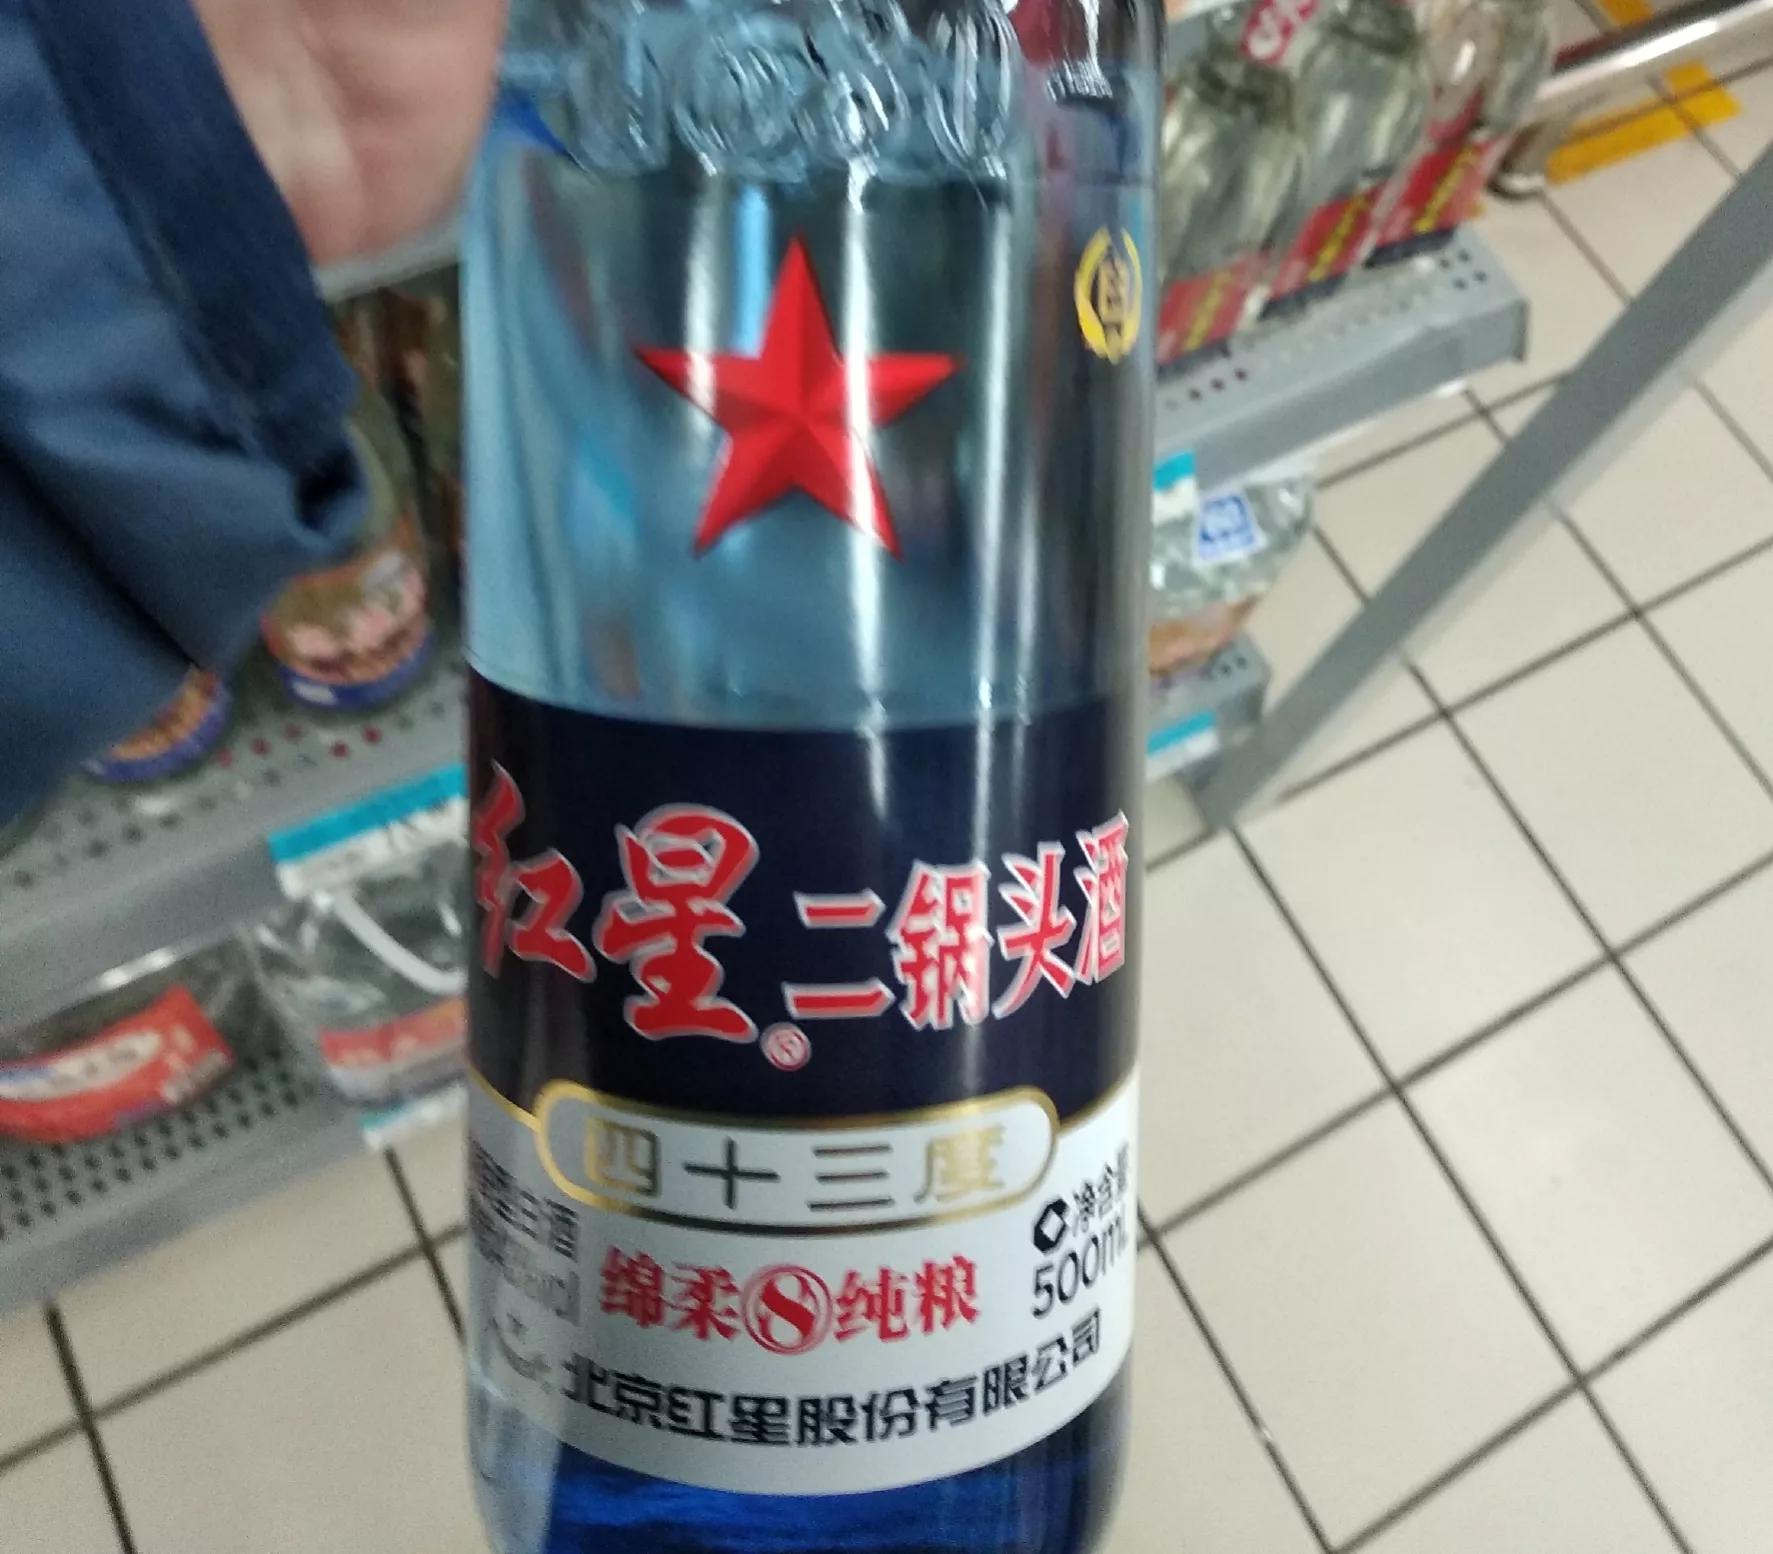 红星二锅头酒
四十三度
绵柔8纯粮
净含量
500mL
北京红星股份有限公司